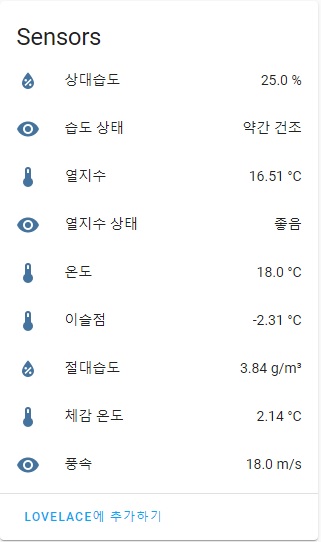 Sensors
상대습도 25.0 %
습도 상태 약간 건조
열지수 16.51 °C
열지수 상태 좋음
온도 18.0 °C
이슬점 -2.31 °C
절대습도 3.84 g/m³
체감 온도 2.14 °C
풍속 18.0 m/s
LOVELACE에 추가하기